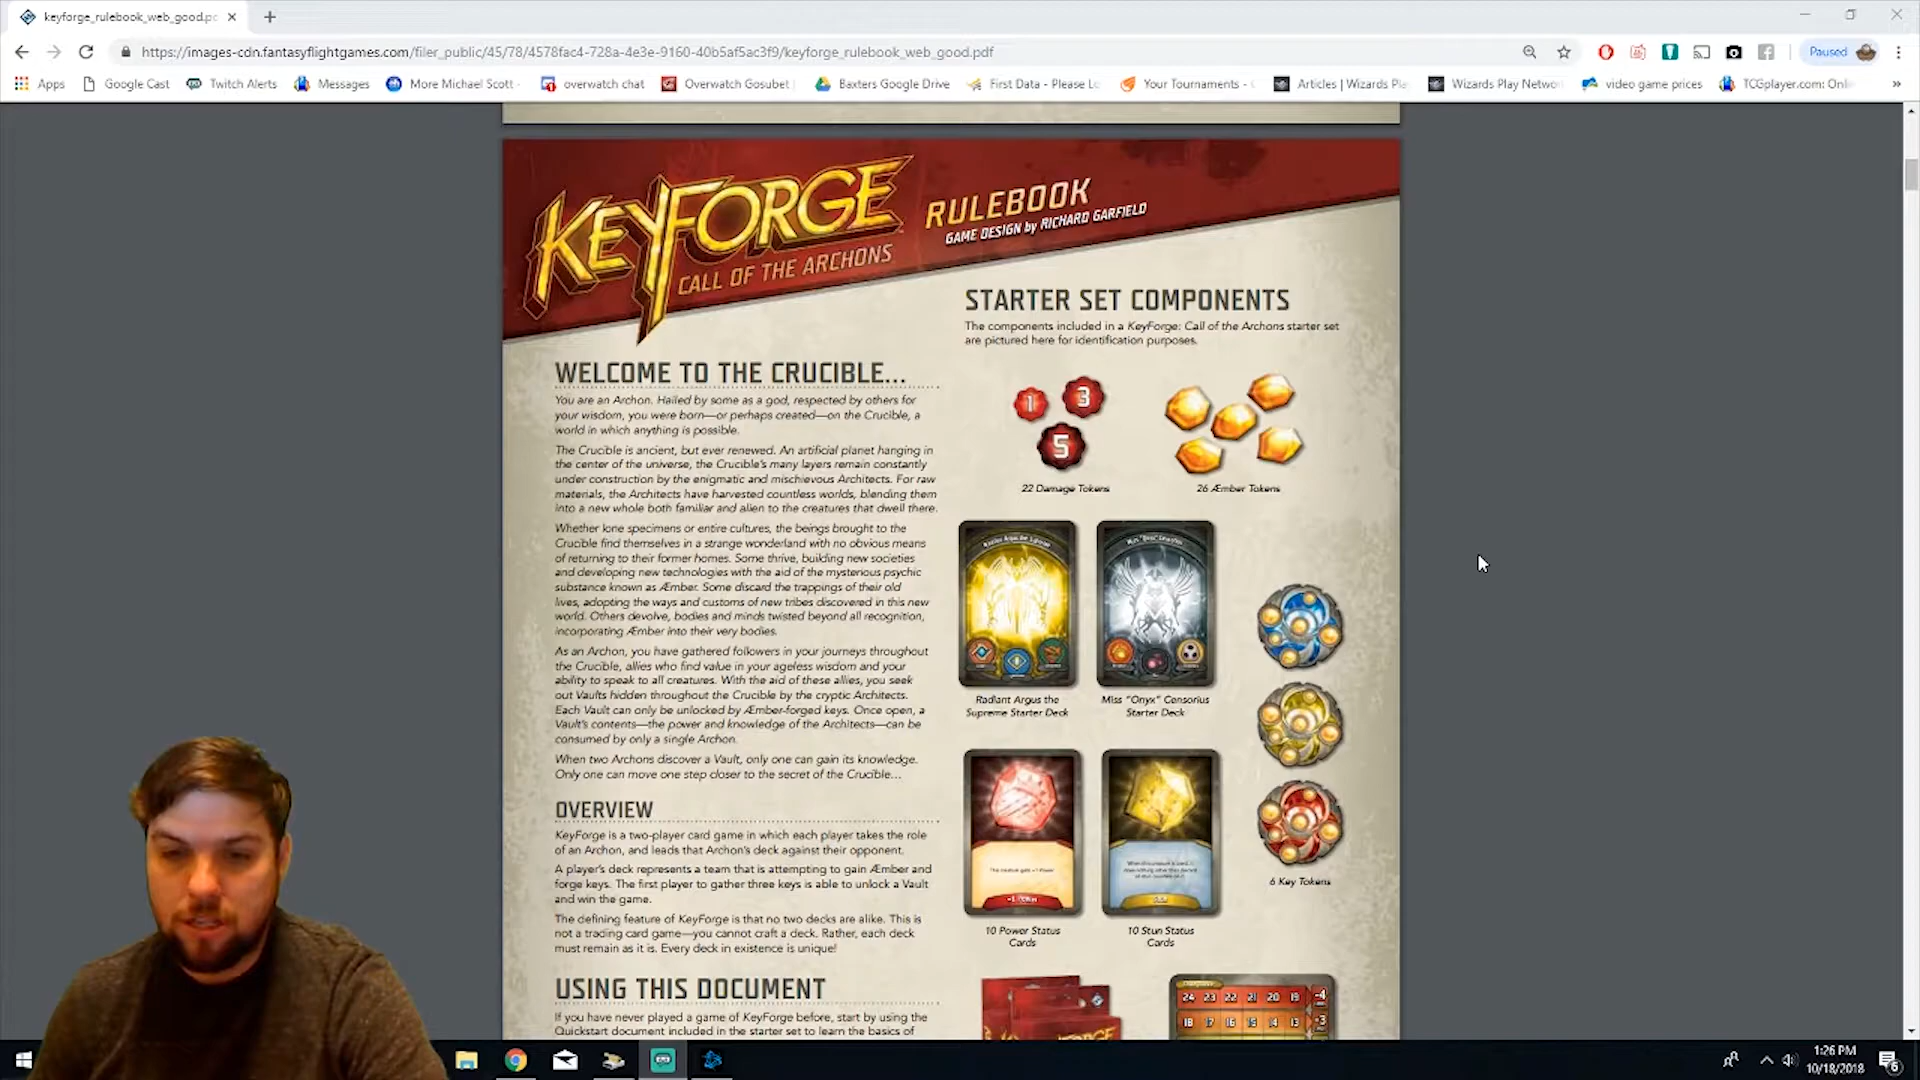 keyforge_rulebook_web_good.pc
https://images-cdn.fantasyflightgames.com/filer_public/45/78/4578fac4-728a-4e3e-9160-40b5af5ac3f9/keyforge_rulebook_web_good.pdf
Paused
Apps
Google Cast
Twitch Alerts
Messages
More Michael Scott -
overwatch chat
Overwatch Gosubet
Baxters Google Drive
First Data - Please Lo
Your Tournaments -
Articles | Wizards Pla
Wizards Play Networ
video game prices
TCGplayer.com: Onli
KEYFORGE
CALL OF THE ARCHONS
RULEBOOK
GAME DESIGN by RICHARD GARFIELD
WELCOME TO THE CRUCIBLE...
You are an Archon. Hailed by some as a god, respected by others for
your wisdom, you were born—or perhaps created—on the Crucible, a
world in which anything is possible.
The Crucible is ancient, but ever renewed. An artificial planet hanging in
the center of the universe, the Crucible's many layers remain constantly
under construction by the enigmatic and mischievous Architects. For raw
materials, the Architects have harvested countless worlds, blending them
into a new whole both familiar and alien to the creatures that dwell there.
Whether lone specimens or entire cultures, the beings brought to the
Crucible find themselves in a strange wonderland with no obvious means
of returning to their former homes. Some thrive, building new societies
and developing new technologies with the aid of the mysterious psychic
substance known as Æmber. Some discard the trappings of their old
lives, adopting the ways and customs of new tribes discovered in this new
world. Others devolve, bodies and minds twisted beyond all recognition,
incorporating Æmber into their very bodies.
As an Archon, you have gathered followers in your journeys throughout
the Crucible, allies who find value in your ageless wisdom and your
ability to speak to all creatures. With the aid of these allies, you seek
out Vaults hidden throughout the Crucible by the cryptic Architects.
Each Vault can only be unlocked by Æmber-forged keys. Once open, a
Vault's contents—the power and knowledge of the Architects—can be
consumed by only a single Archon.
When two Archons discover a Vault, only one can gain its knowledge.
Only one can move one step closer to the secret of the Crucible...
OVERVIEW
KeyForge is a two-player card game in which each player takes the role
of an Archon, and leads that Archon's deck against their opponent.
A player's deck represents a team that is attempting to gain Æmber and
forge keys. The first player to gather three keys is able to unlock a Vault
and win the game.
The defining feature of KeyForge is that no two decks are alike. This is
not a trading card game—you cannot craft a deck. Rather, each deck
must remain as it is. Every deck in existence is unique!
USING THIS DOCUMENT
If you have never played a game of KeyForge before, start by using the
Quickstart document included in the starter set to learn the basics of
STARTER SET COMPONENTS
The components included in a KeyForge: Call of the Archons starter set
are pictured here for identification purposes.
1
3
5
22 Damage Tokens
26 Æmber Tokens
Radiant Argus the
Supreme Starter Deck
Miss "Onyx" Censorius
Starter Deck
10 Power Status
Cards
10 Stun Status
Cards
6 Key Tokens
24 23 22 21 20 19 -4
18 17 16 15 14 13 -3
1:26 PM
10/18/2018
6